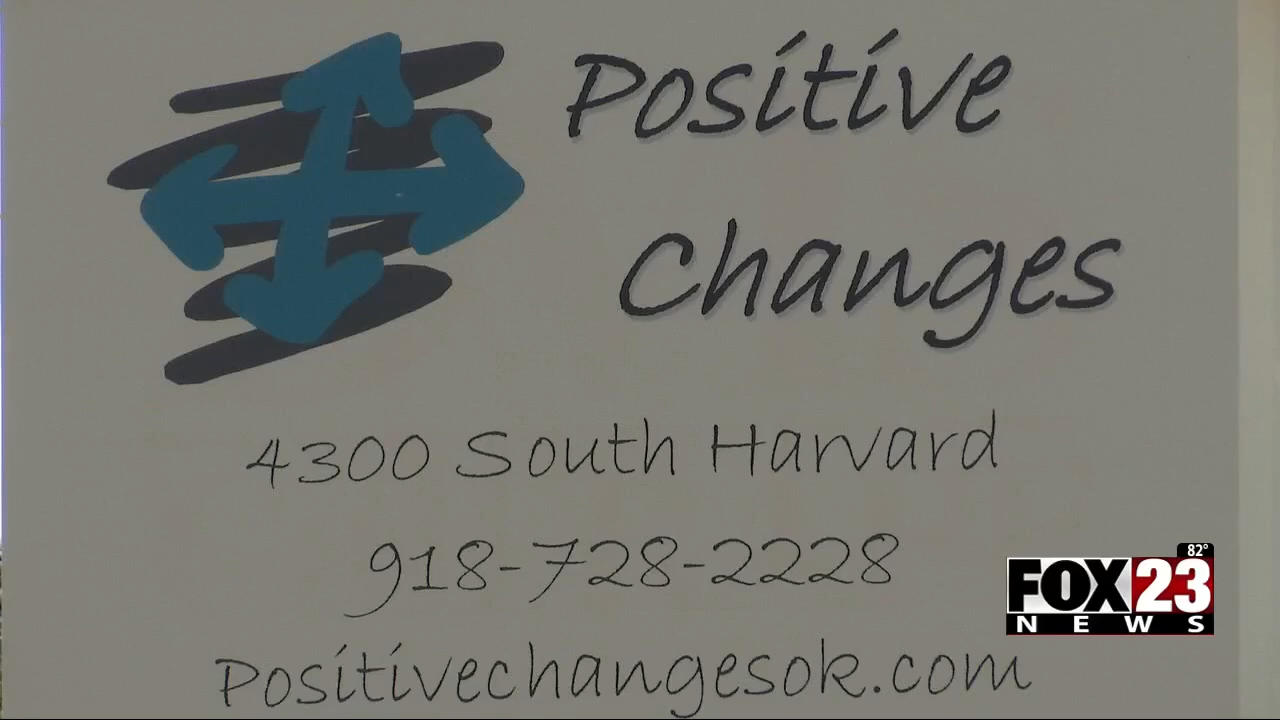 Positive
Changes
4300 South Harvard
918-728-2228
Positivechangesok.com
82°
FOX23
NEWS